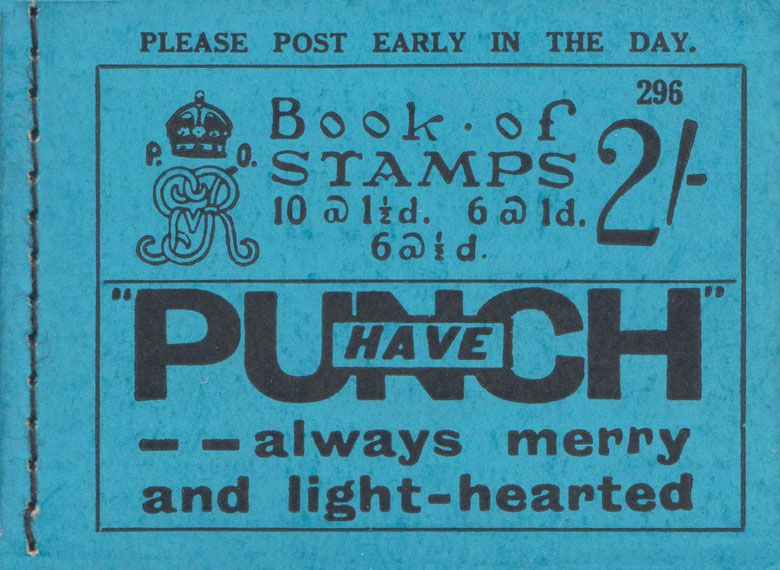 PLEASE POST EARLY IN THE DAY.
296
P. O.
Book · of
STAMPS
2/-
10 @ 1½d. 6 @ 1d.
6 @ ½d.
"PUNCH"
HAVE
-- always merry
and light-hearted